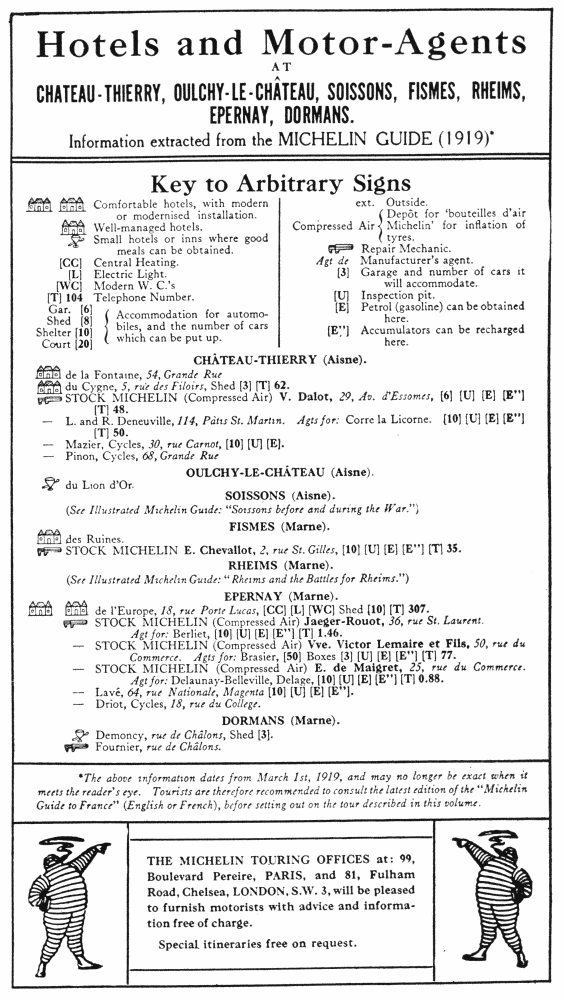 Hotels and Motor-Agents
AT
CHATEAU-THIERRY, OULCHY-LE-CHÂTEAU, SOISSONS, FISMES, RHEIMS,
EPERNAY, DORMANS.
Information extracted from the MICHELIN GUIDE (1919)*
Key to Arbitrary Signs
Comfortable hotels, with modern
or modernised installation.
Well-managed hotels.
Small hotels or inns where good
meals can be obtained.
[CC] Central Heating.
[L] Electric Light.
[WC] Modern W. C.'s
[T] 104 Telephone Number.
Gar. [6]
Shed [8]
Shelter [10]
Court [20]
Accommodation for automo-
biles, and the number of cars
which can be put up.
ext. Outside.
Compressed Air
Depôt for 'bouteilles d'air
Michelin' for inflation of
tyres.
Repair Mechanic.
Agt de Manufacturer's agent.
[3] Garage and number of cars it
will accommodate.
[U] Inspection pit.
[E] Petrol (gasoline) can be obtained
here.
[E"] Accumulators can be recharged
here.
CHÂTEAU-THIERRY (Aisne).
de la Fontaine, 54, Grande Rue
du Cygne, 5, rue des Filoirs, Shed [3] [T] 62.
STOCK MICHELIN (Compressed Air) V. Dalot, 29, Av. d'Essomes, [6] [U] [E] [E"]
[T] 48.
— L. and R. Deneuville, 114, Pâtis St. Martin. Agts for: Corre la Licorne. [10] [U] [E] [E"]
[T] 50.
— Mazier, Cycles, 30, rue Carnot, [10] [U] [E].
— Pinon, Cycles, 68, Grande Rue
OULCHY-LE-CHÂTEAU (Aisne).
du Lion d'Or.
SOISSONS (Aisne).
(See Illustrated Michelin Guide: "Soissons before and during the War.")
FISMES (Marne).
des Ruines.
STOCK MICHELIN E. Chevallot, 2, rue St. Gilles, [10] [U] [E] [E"] [T] 35.
RHEIMS (Marne).
(See Illustrated Michelin Guide: "Rheims and the Battles for Rheims.")
EPERNAY (Marne).
de l'Europe, 18, rue Porte Lucas, [CC] [L] [WC] Shed [10] [T] 307.
STOCK MICHELIN (Compressed Air) Jaeger-Rouot, 36, rue St. Laurent.
Agt for: Berliet, [10] [U] [E] [E"] [T] 1.46.
— STOCK MICHELIN (Compressed Air) Vve. Victor Lemaire et Fils, 50, rue du
Commerce. Agts for: Brasier, [50] Boxes [3] [U] [E] [E"] [T] 77.
— STOCK MICHELIN (Compressed Air) E. de Maigret, 25, rue du Commerce.
Agt for: Delaunay-Belleville, Delage, [10] [U] [E] [E"] [T] 0.88.
— Lavé, 64, rue Nationale, Magenta [10] [U] [E] [E"].
— Driot, Cycles, 18, rue du College.
DORMANS (Marne).
Demoncy, rue de Châlons, Shed [3].
Fournier, rue de Châlons.
*The above information dates from March 1st, 1919, and may no longer be exact when it
meets the reader's eye. Tourists are therefore recommended to consult the latest edition of the "Michelin
Guide to France" (English or French), before setting out on the tour described in this volume.
THE MICHELIN TOURING OFFICES at: 99,
Boulevard Pereire, PARIS, and 81, Fulham
Road, Chelsea, LONDON, S.W. 3, will be pleased
to furnish motorists with advice and informa-
tion free of charge.
Special itineraries free on request.